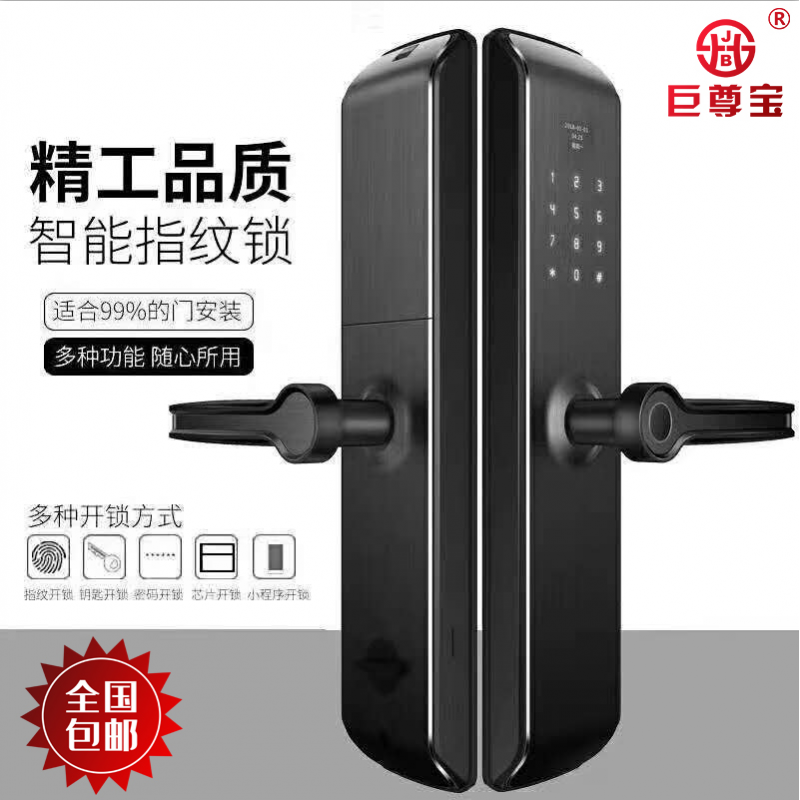 JHB
®
巨尊宝
精工品质
智能指纹锁
适合99%的门安装
多种功能 随心所用
1 2 3
4 5 6
7 8 9
* 0 #
多种开锁方式
指纹开锁 钥匙开锁 密码开锁 芯片开锁 小程序开锁
全国
包邮